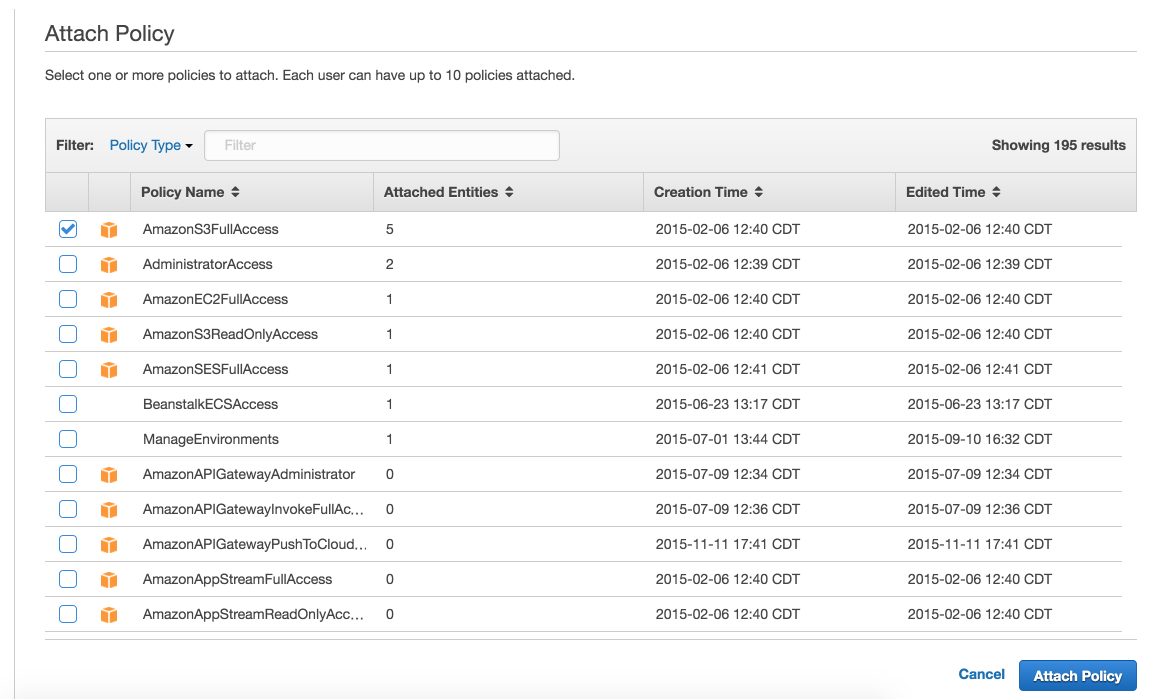 Attach Policy
Select one or more policies to attach. Each user can have up to 10 policies attached.
Filter: Policy Type Filter Showing 195 results
Policy Name Attached Entities Creation Time Edited Time
AmazonS3FullAccess 5 2015-02-06 12:40 CDT 2015-02-06 12:40 CDT
AdministratorAccess 2 2015-02-06 12:39 CDT 2015-02-06 12:39 CDT
AmazonEC2FullAccess 1 2015-02-06 12:40 CDT 2015-02-06 12:40 CDT
AmazonS3ReadOnlyAccess 1 2015-02-06 12:40 CDT 2015-02-06 12:40 CDT
AmazonSESFullAccess 1 2015-02-06 12:41 CDT 2015-02-06 12:41 CDT
BeanstalkECSAccess 1 2015-06-23 13:17 CDT 2015-06-23 13:17 CDT
ManageEnvironments 1 2015-07-01 13:44 CDT 2015-09-10 16:32 CDT
AmazonAPIGatewayAdministrator 0 2015-07-09 12:34 CDT 2015-07-09 12:34 CDT
AmazonAPIGatewayInvokeFullAc... 0 2015-07-09 12:36 CDT 2015-07-09 12:36 CDT
AmazonAPIGatewayPushToCloud... 0 2015-11-11 17:41 CDT 2015-11-11 17:41 CDT
AmazonAppStreamFullAccess 0 2015-02-06 12:40 CDT 2015-02-06 12:40 CDT
AmazonAppStreamReadOnlyAcc... 0 2015-02-06 12:40 CDT 2015-02-06 12:40 CDT
Cancel Attach Policy